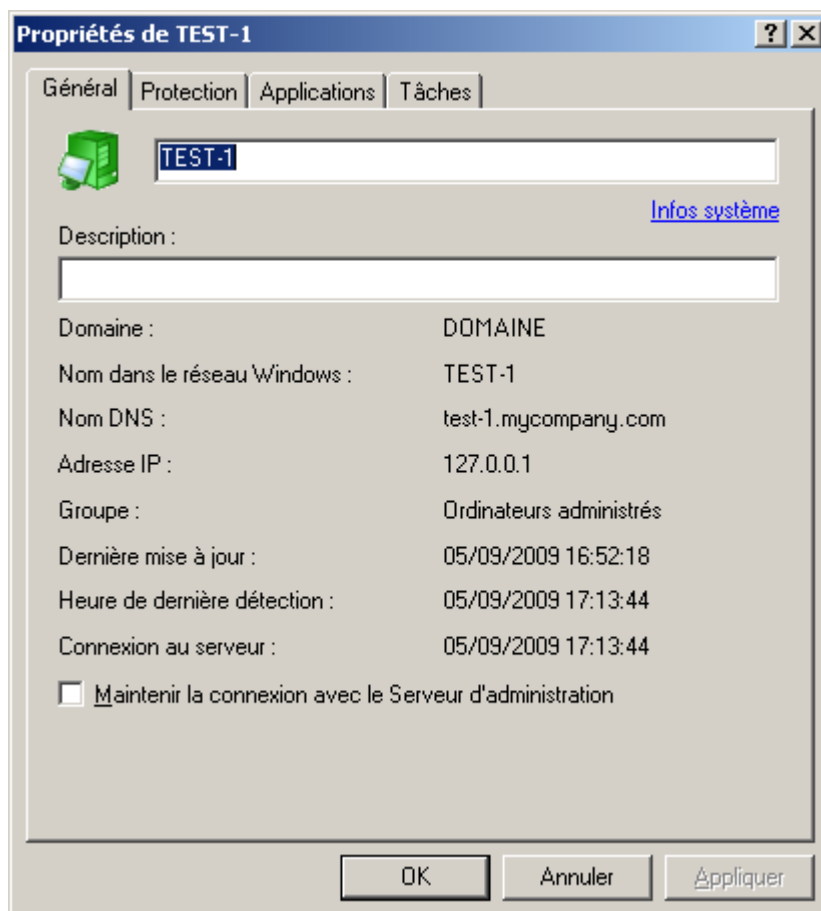 Propriétés de TEST-1
Général Protection Applications Tâches
TEST-1
Infos système
Description :
Domaine : DOMAINE
Nom dans le réseau Windows : TEST-1
Nom DNS : test-1.mycompany.com
Adresse IP : 127.0.0.1
Groupe : Ordinateurs administrés
Dernière mise à jour : 05/09/2009 16:52:18
Heure de dernière détection : 05/09/2009 17:13:44
Connexion au serveur : 05/09/2009 17:13:44
Maintenir la connexion avec le Serveur d'administration
OK Annuler Appliquer